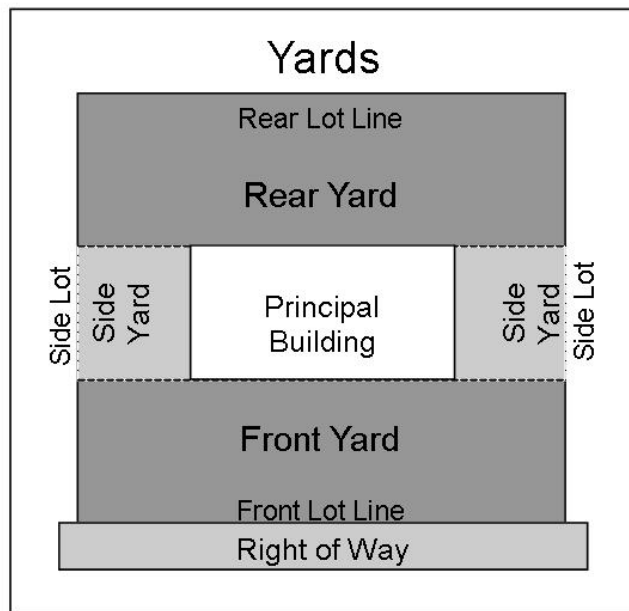 Yards
Rear Lot Line
Rear Yard
Side Lot
Side
Yard
Principal
Building
Side
Yard
Side Lot
Front Yard
Front Lot Line
Right of Way